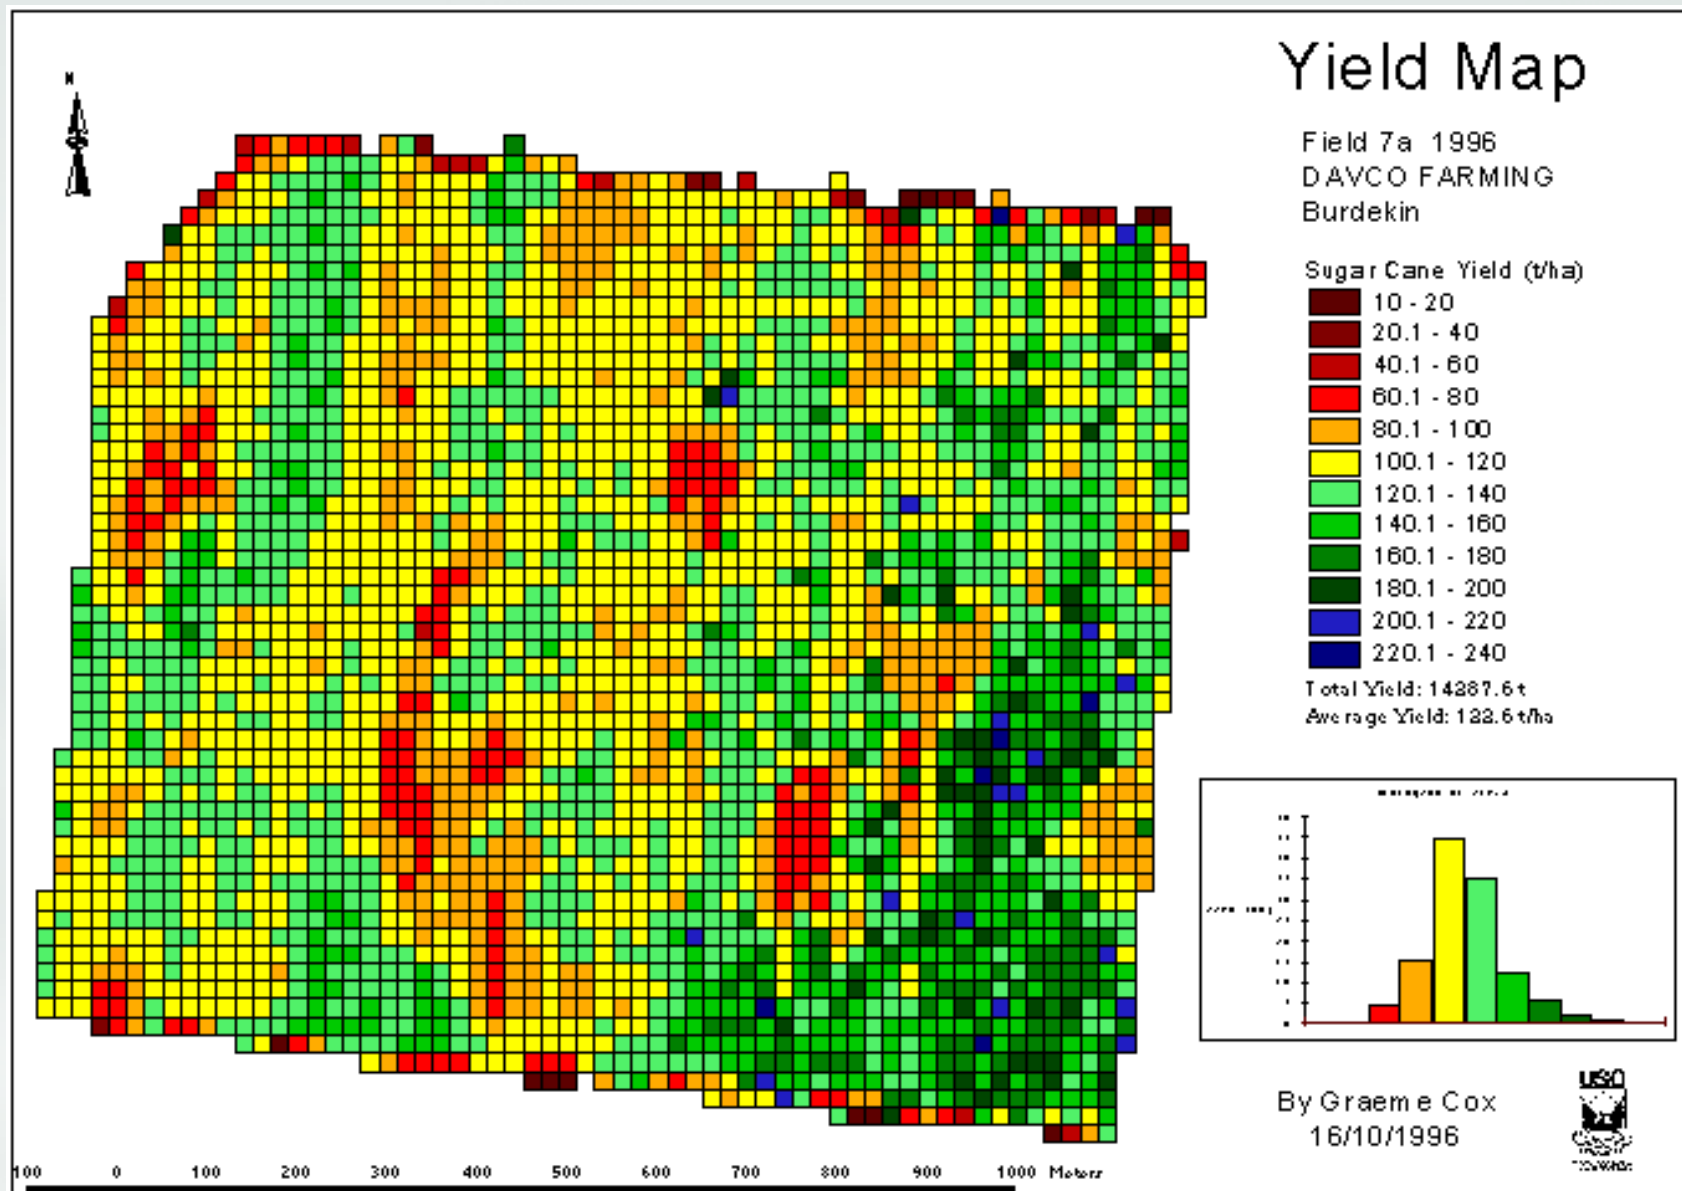 N
Yield Map
Field 7a 1996
DAVCO FARMING
Burdekin
Sugar Cane Yield (t/ha)
10 - 20
20.1 - 40
40.1 - 60
60.1 - 80
80.1 - 100
100.1 - 120
120.1 - 140
140.1 - 160
160.1 - 180
180.1 - 200
200.1 - 220
220.1 - 240
Total Yield: 14287.6 t
Average Yield: 122.6 t/ha
By Graeme Cox
16/10/1996
USQ
100 0 100 200 300 400 500 600 700 800 900 1000 Meters